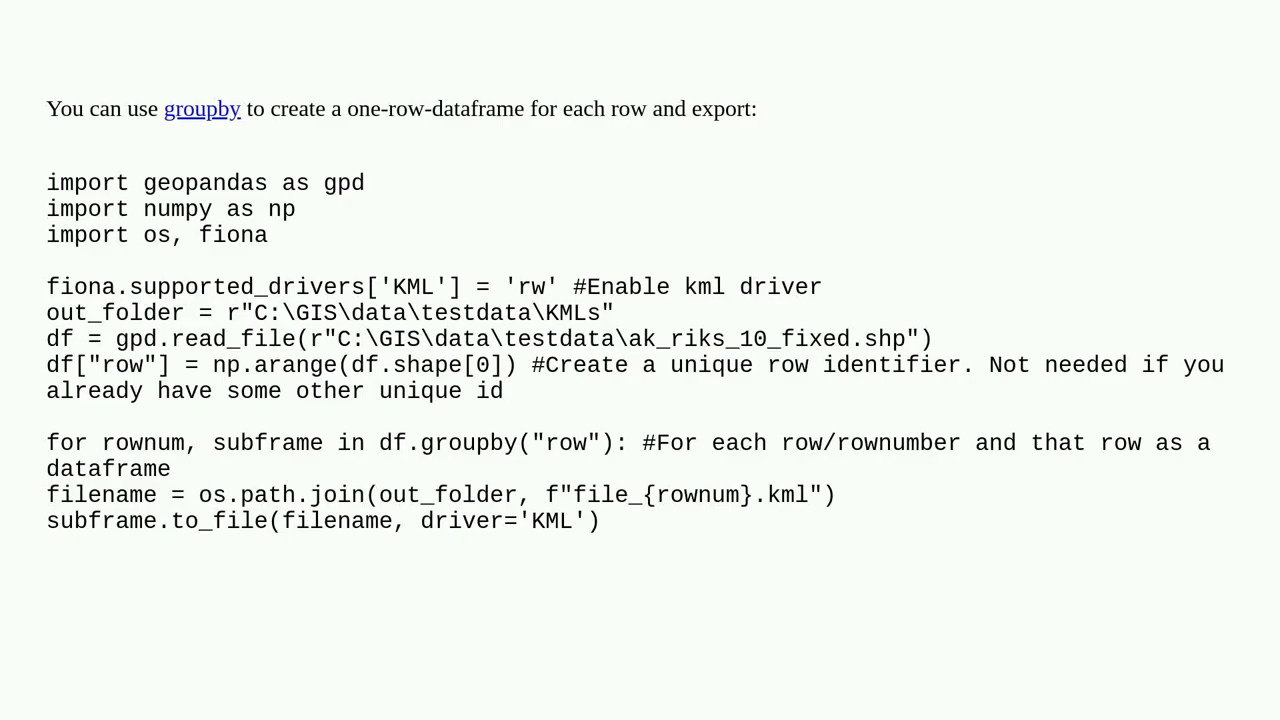 You can use groupby to create a one-row-dataframe for each row and export:
import geopandas as gpd
import numpy as np
import os, fiona
fiona.supported_drivers['KML'] = 'rw' #Enable kml driver
out_folder = r"C:\GIS\data\testdata\KMLs"
df = gpd.read_file(r"C:\GIS\data\testdata\ak_riks_10_fixed.shp")
df["row"] = np.arange(df.shape[0]) #Create a unique row identifier. Not needed if you
already have some other unique id
for rownum, subframe in df.groupby("row"): #For each row/rownumber and that row as a
dataframe
filename = os.path.join(out_folder, f"file_{rownum}.kml")
subframe.to_file(filename, driver='KML')